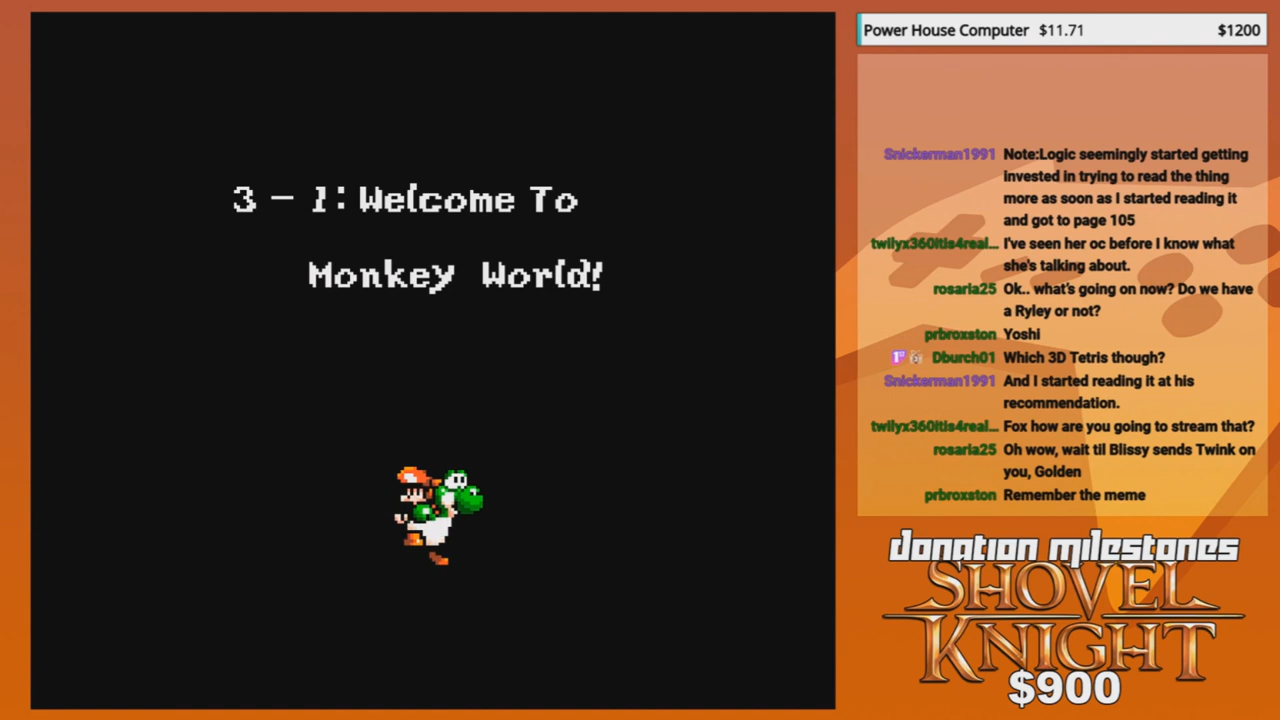 3 - 1: Welcome To
Monkey World!
Power House Computer $11.71 $1200
Snickerman1991 Note:Logic seemingly started getting
invested in trying to read the thing
more as soon as I started reading it
and got to page 105
twilyx360itis4real... I've seen her oc before I know what
she's talking about.
rosaria25 Ok.. what's going on now? Do we have
a Ryley or not?
prbroxston Yoshi
1st Dburch01 Which 3D Tetris though?
Snickerman1991 And I started reading it at his
recommendation.
twilyx360itis4real... Fox how are you going to stream that?
rosaria25 Oh wow, wait til Blissy sends Twink on
you, Golden
prbroxston Remember the meme
donation milestones
SHOVEL
KNIGHT
$900